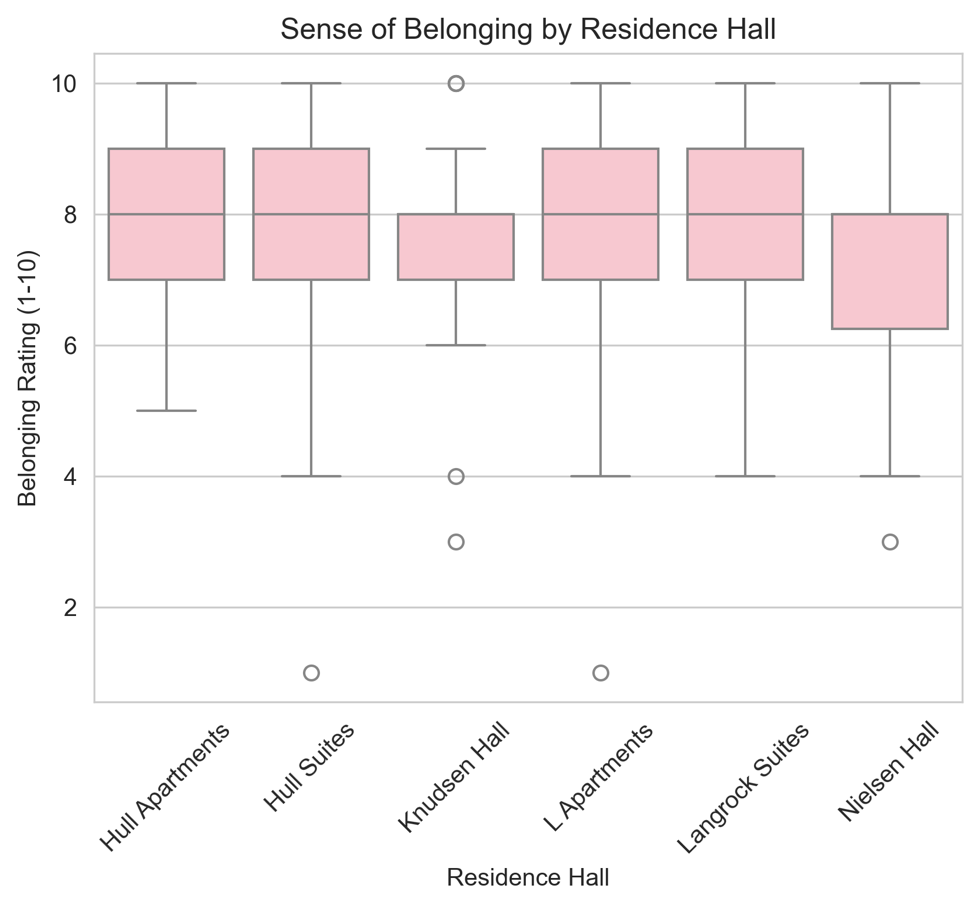 Sense of Belonging by Residence Hall
Belonging Rating (1-10)
10
8
6
4
2
Hull Apartments
Hull Suites
Knudsen Hall
L Apartments
Langrock Suites
Nielsen Hall
Residence Hall